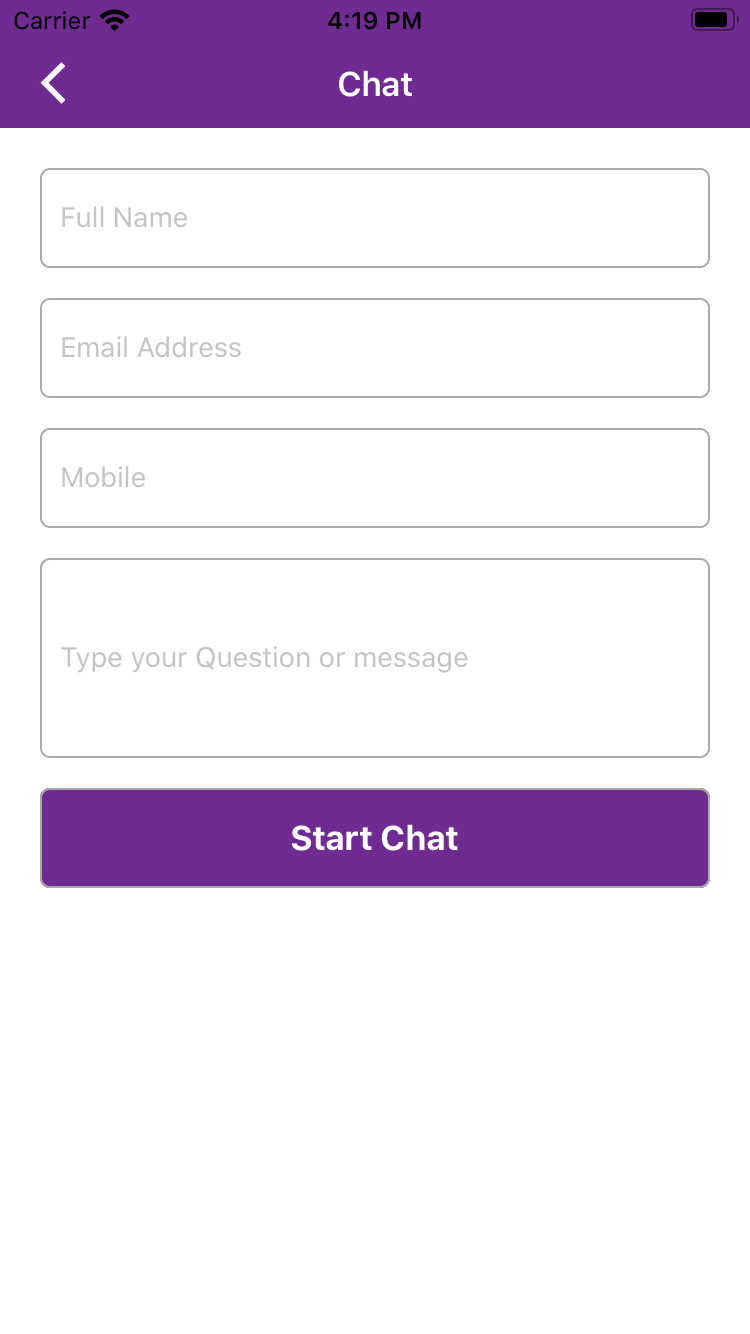 Carrier 4:19 PM
Chat
Full Name
Email Address
Mobile
Type your Question or message
Start Chat